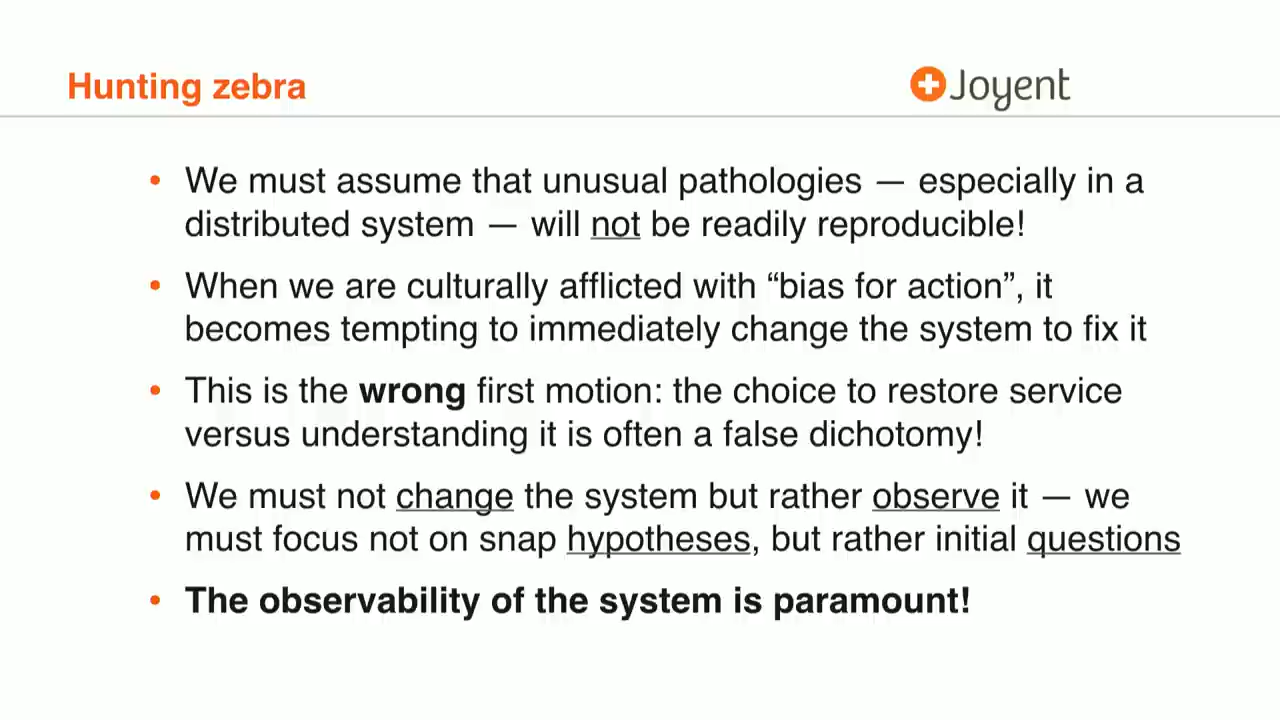 Hunting zebra
Joyent
• We must assume that unusual pathologies — especially in a
distributed system — will not be readily reproducible!
• When we are culturally afflicted with “bias for action”, it
becomes tempting to immediately change the system to fix it
• This is the wrong first motion: the choice to restore service
versus understanding it is often a false dichotomy!
• We must not change the system but rather observe it — we
must focus not on snap hypotheses, but rather initial questions
• The observability of the system is paramount!